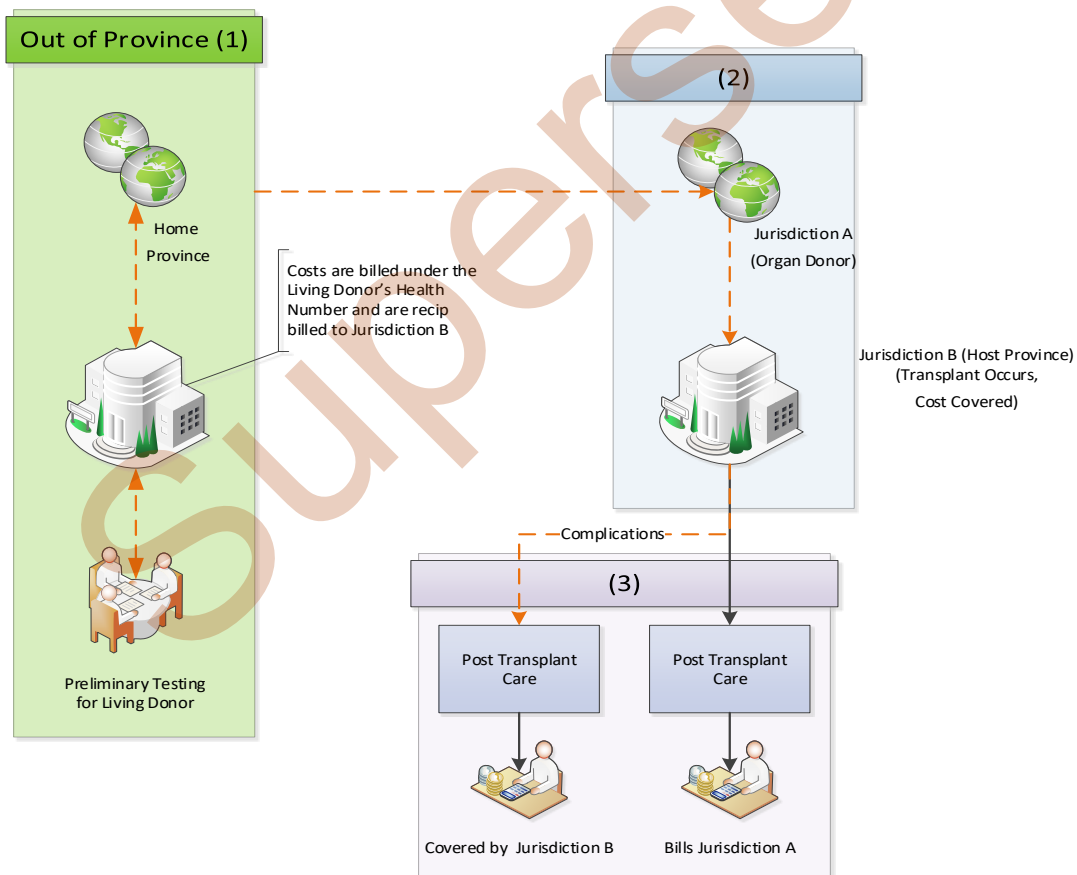 Out of Province (1)
Home
Province
Costs are billed under the
Living Donor's Health
Number and are recip
billed to Jurisdiction B
Preliminary Testing
for Living Donor
(2)
Jurisdiction A
(Organ Donor)
Jurisdiction B (Host Province)
(Transplant Occurs,
Cost Covered)
Complications
(3)
Post Transplant
Care
Post Transplant
Care
Covered by Jurisdiction B
Bills Jurisdiction A
Superse